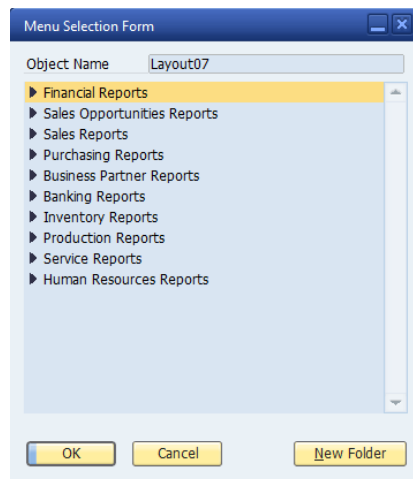 Menu Selection Form
Object Name Layout07
Financial Reports
Sales Opportunities Reports
Sales Reports
Purchasing Reports
Business Partner Reports
Banking Reports
Inventory Reports
Production Reports
Service Reports
Human Resources Reports
OK Cancel New Folder